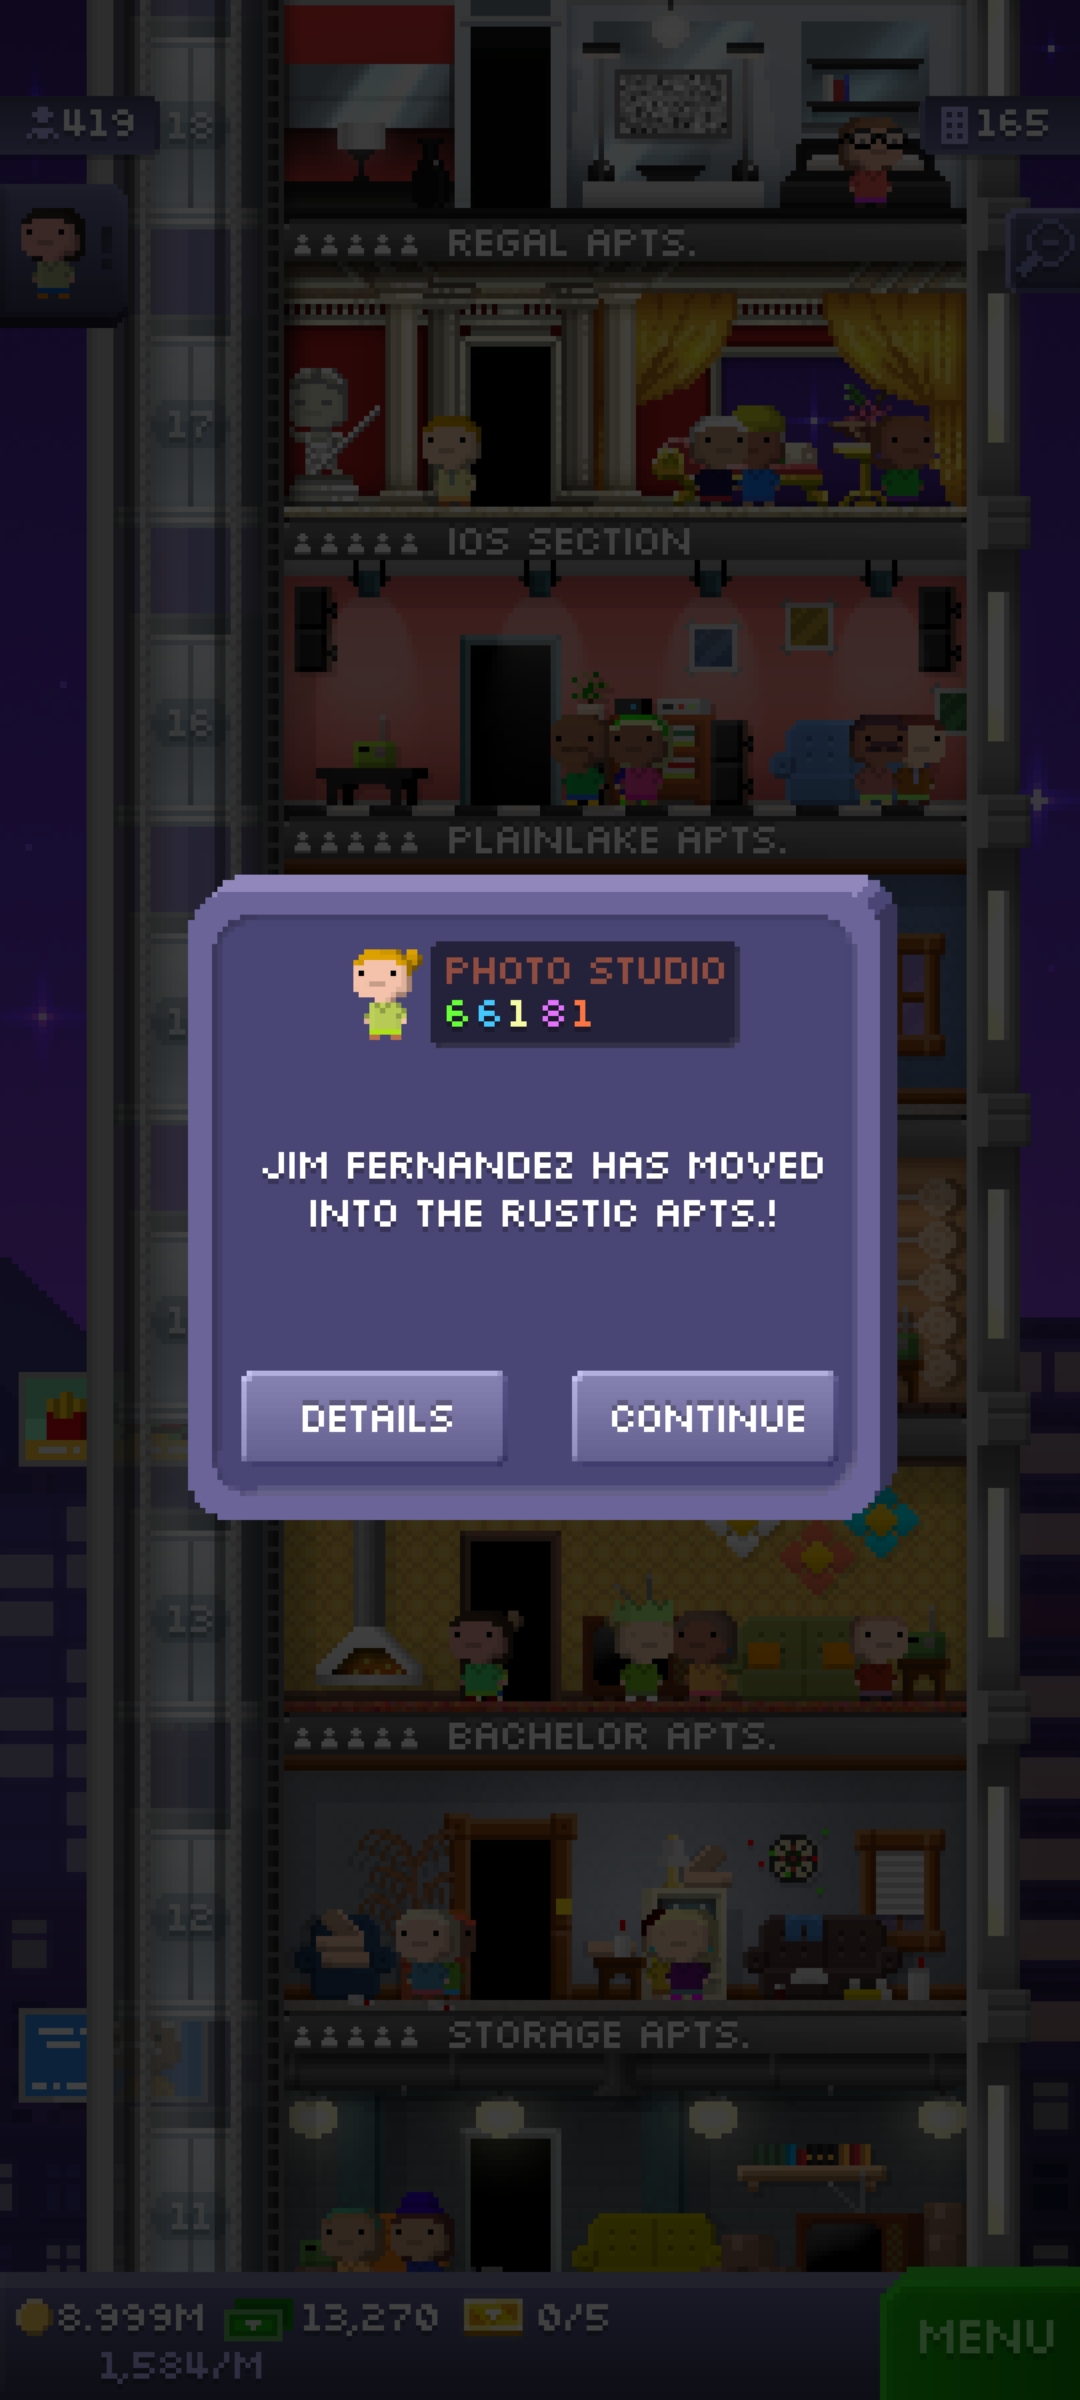 419
18
165
REGAL APTS.
17
IOS SECTION
16
PLAINLAKE APTS.
PHOTO STUDIO
6 6 1 8 1
JIM FERNANDEZ HAS MOVED
INTO THE RUSTIC APTS.!
DETAILS
CONTINUE
13
BACHELOR APTS.
12
STORAGE APTS.
11
8.999M
13,270
0/5
1,584/M
MENU